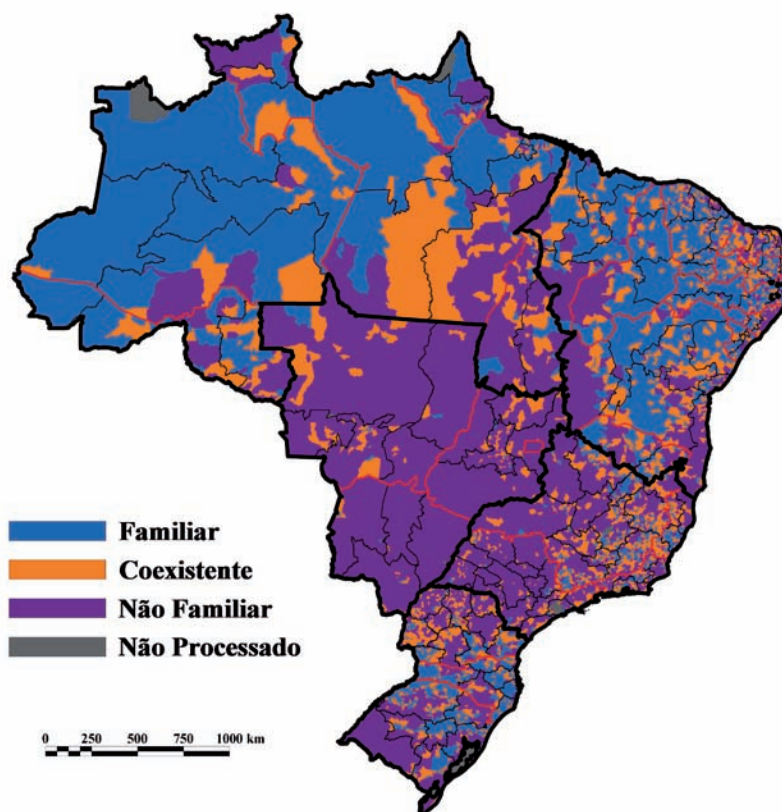 Familiar
Coexistente
Não Familiar
Não Processado
0 250 500 750 1000 km